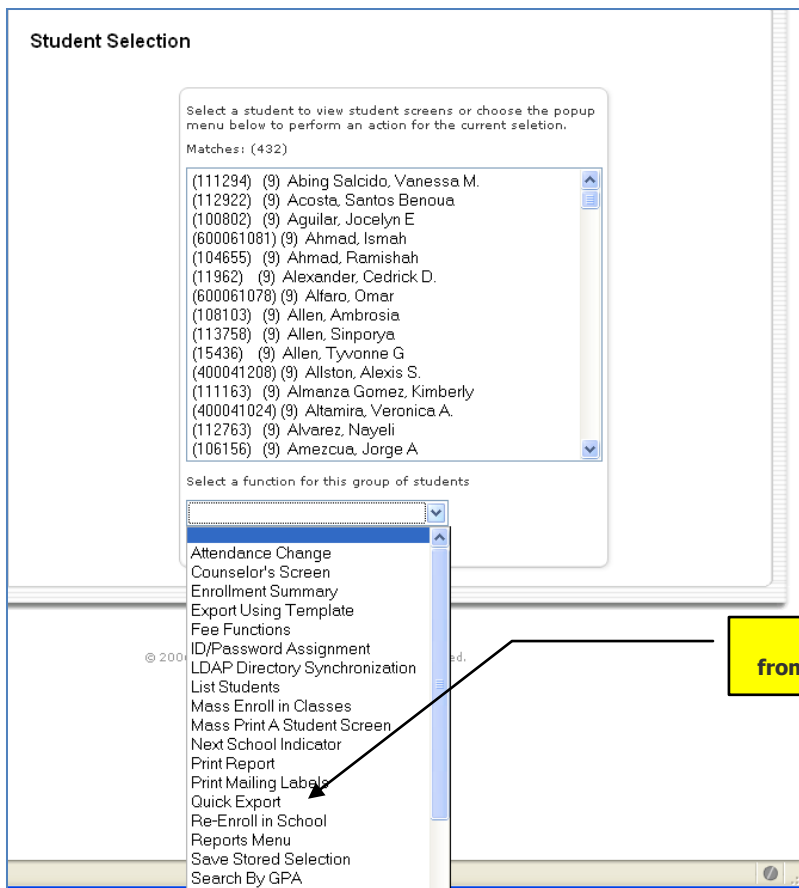 Student Selection
Select a student to view student screens or choose the popup
menu below to perform an action for the current seletion.
Matches: (432)
(111294) (9) Abing Salcido, Vanessa M.
(112922) (9) Acosta, Santos Benoua
(100802) (9) Aguilar, Jocelyn E
(600061081) (9) Ahmad, Ismah
(104655) (9) Ahmad, Ramishah
(11962) (9) Alexander, Cedrick D.
(600061078) (9) Alfaro, Omar
(108103) (9) Allen, Ambrosia
(113758) (9) Allen, Sinporya
(15436) (9) Allen, Tyvonne G
(400041208) (9) Allston, Alexis S.
(111163) (9) Almanza Gomez, Kimberly
(400041024) (9) Altamira, Veronica A.
(112763) (9) Alvarez, Nayeli
(106156) (9) Amezcua, Jorge A
Select a function for this group of students
Attendance Change
Counselor's Screen
Enrollment Summary
Export Using Template
Fee Functions
ID/Password Assignment
© 200 ed.
LDAP Directory Synchronization
List Students
Mass Enroll in Classes
Mass Print A Student Screen
Next School Indicator
Print Report
Print Mailing Labels
Quick Export
Re-Enroll in School
Reports Menu
Save Stored Selection
Search By GPA
from